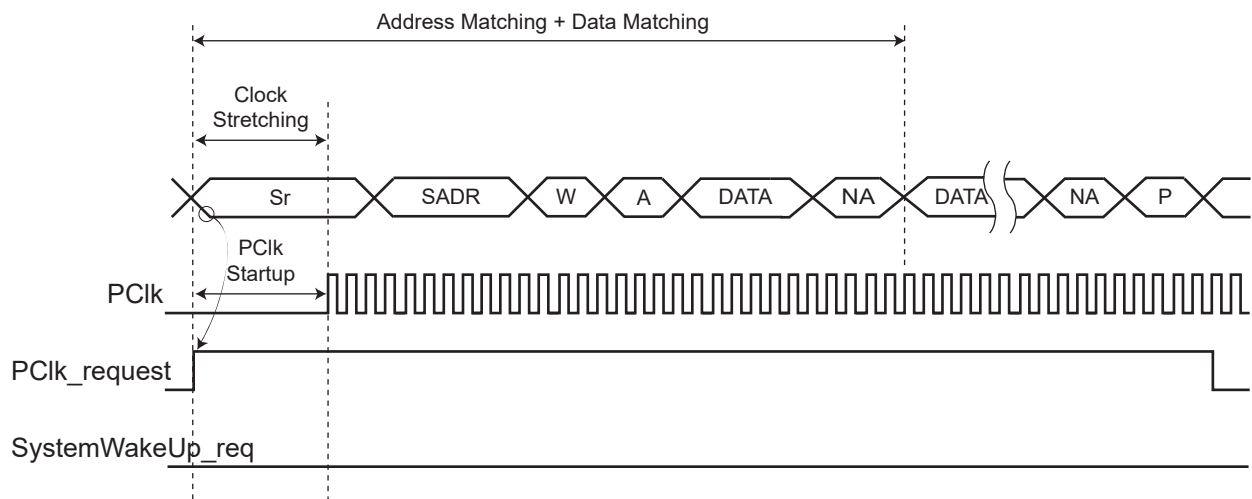 Address Matching + Data Matching
Clock
Stretching
Sr
SADR
W
A
DATA
NA
DATA
NA
P
PClk
Startup
PClk
PClk_request
SystemWakeUp_req